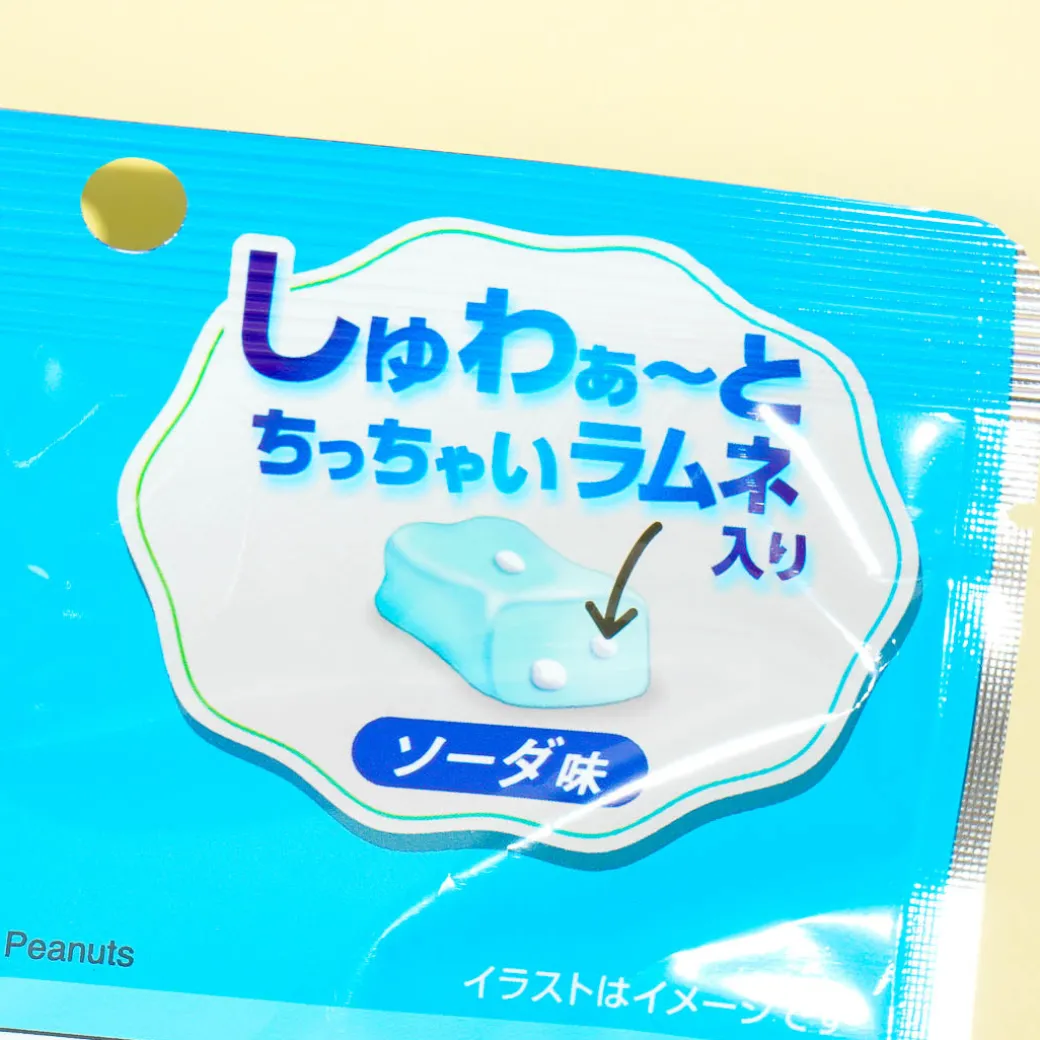 しゅわぁ～と
ちっちゃいラムネ
入り
ソーダ味
Peanuts
イラストはイメージです